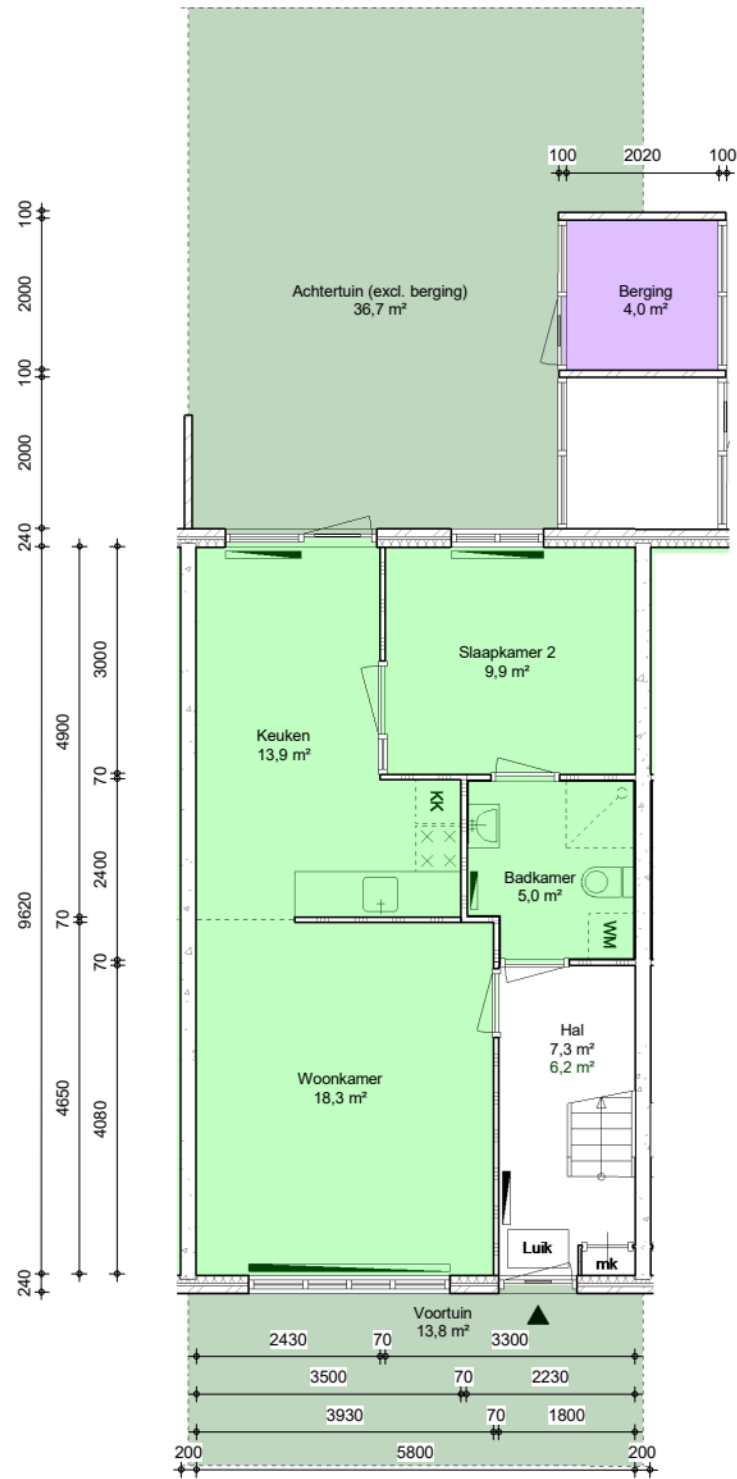 100
2020
100
100
2000
100
2000
240
Achtertuin (excl. berging)
36,7 m²
Berging
4,0 m²
3000
4900
70
2400
9620
70
70
4650
4080
240
Slaapkamer 2
9,9 m²
Keuken
13,9 m²
KK
Badkamer
5,0 m²
WM
Hal
7,3 m²
6,2 m²
Woonkamer
18,3 m²
Luik
mk
Voortuin
13,8 m²
2430
70
3300
3500
70
2230
3930
70
1800
200
5800
200